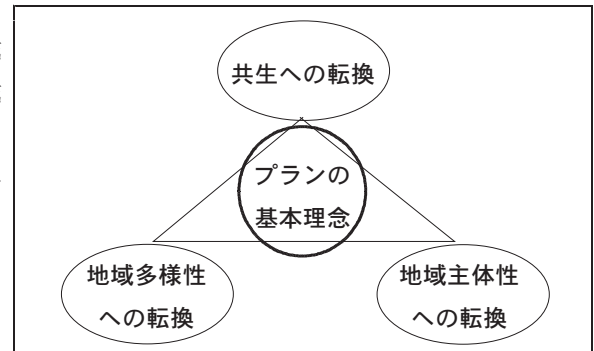 共生への転換
プランの
基本理念
地域多様性
への転換
地域主体性
への転換